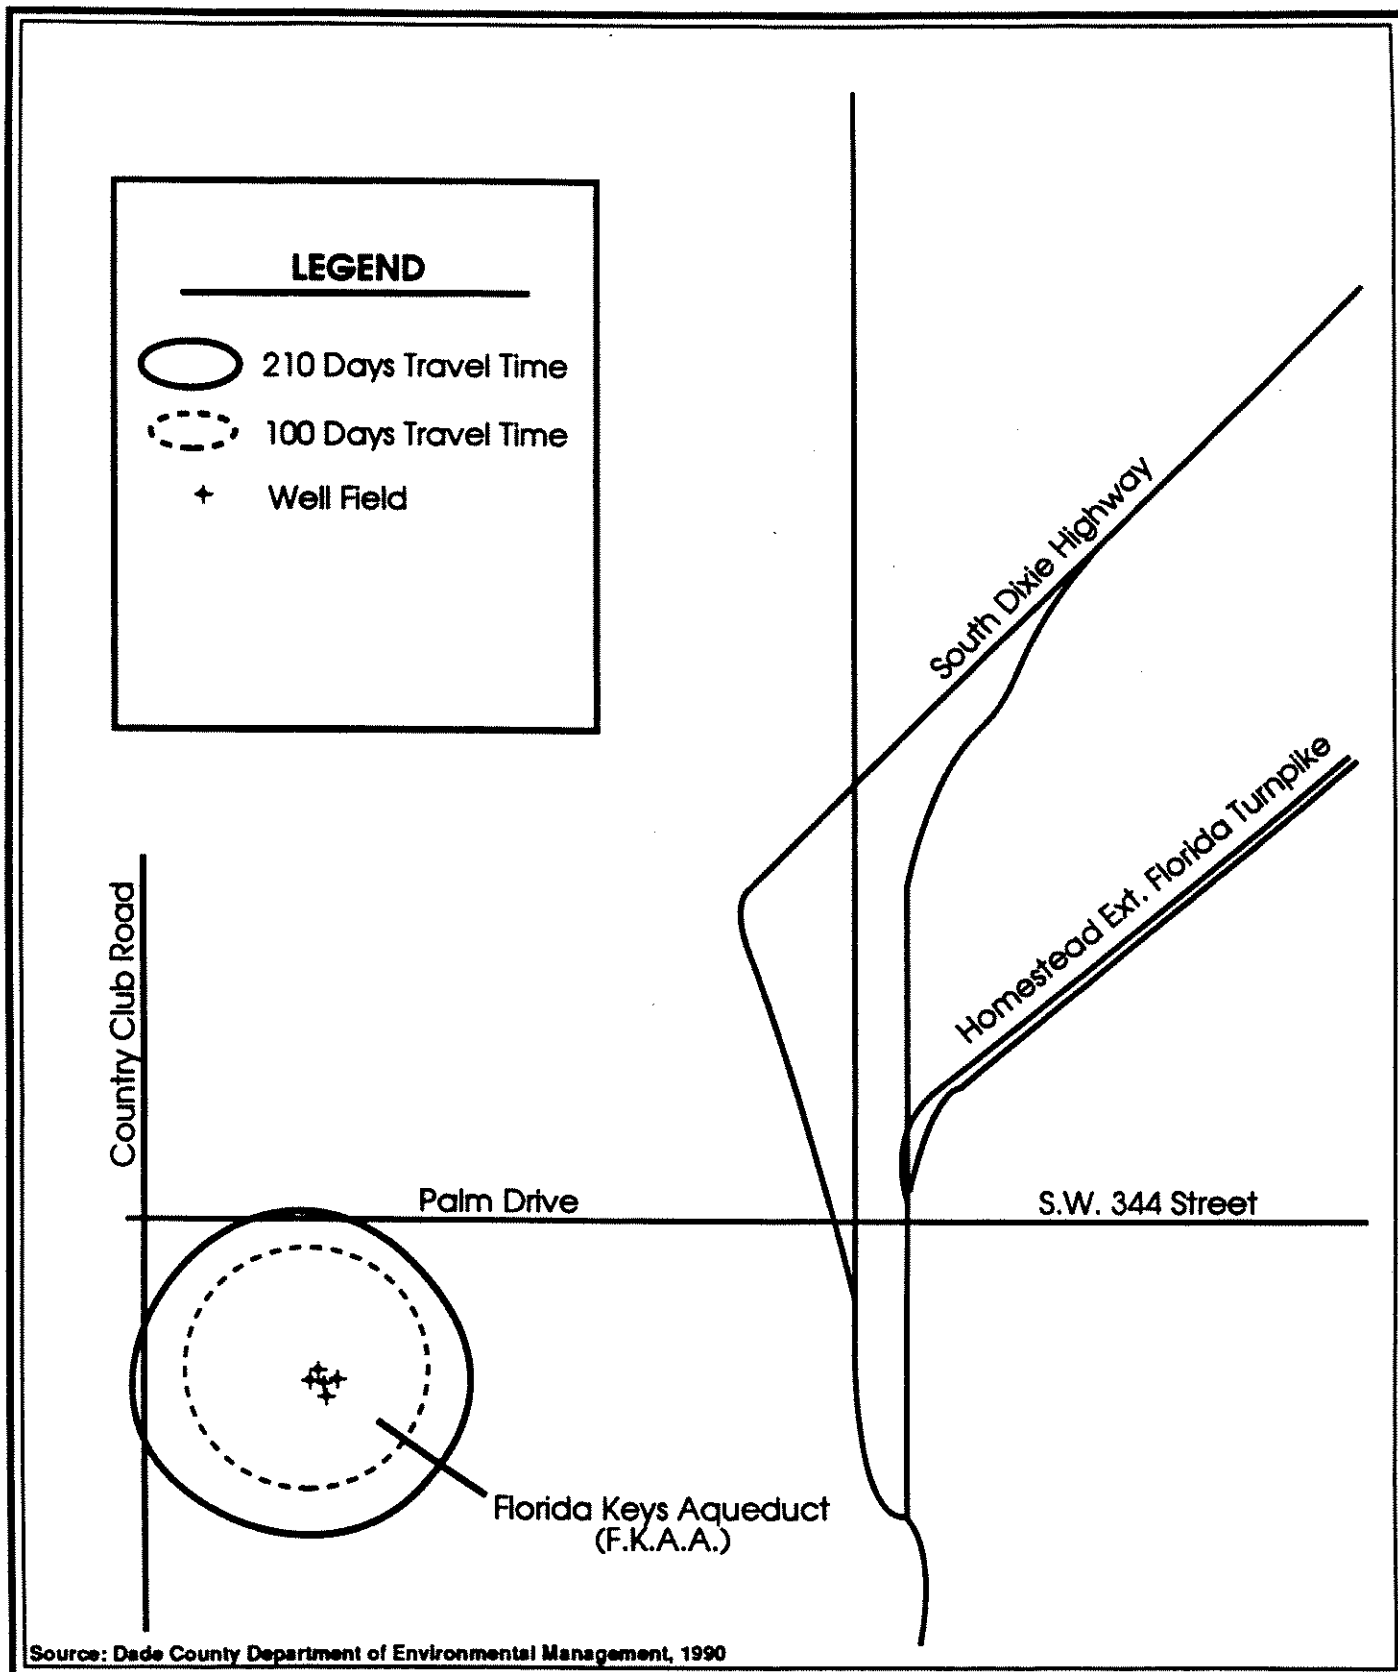 LEGEND
210 Days Travel Time
100 Days Travel Time
Well Field
South Dixie Highway
Homestead Ext. Florida Turnpike
Country Club Road
Palm Drive
S.W. 344 Street
Florida Keys Aqueduct
(F.K.A.A.)
Source: Dade County Department of Environmental Management, 1990